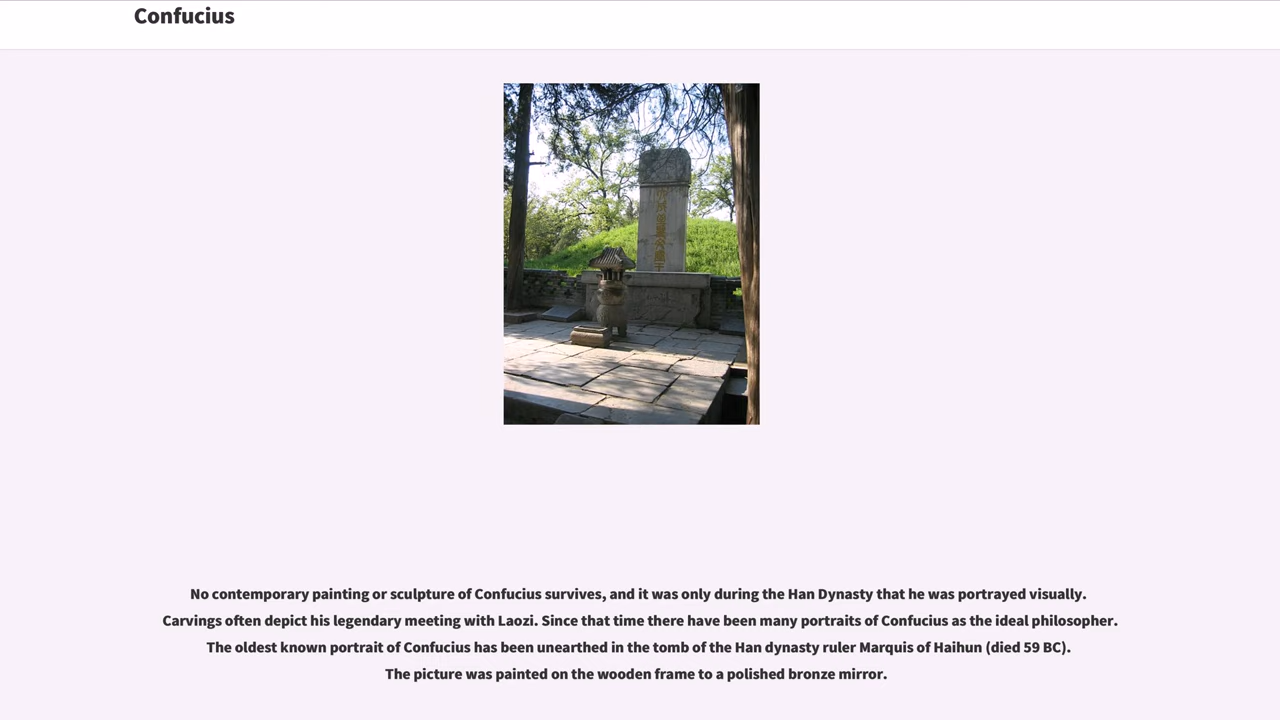 Confucius
No contemporary painting or sculpture of Confucius survives, and it was only during the Han Dynasty that he was portrayed visually.
Carvings often depict his legendary meeting with Laozi. Since that time there have been many portraits of Confucius as the ideal philosopher.
The oldest known portrait of Confucius has been unearthed in the tomb of the Han dynasty ruler Marquis of Haihun (died 59 BC).
The picture was painted on the wooden frame to a polished bronze mirror.